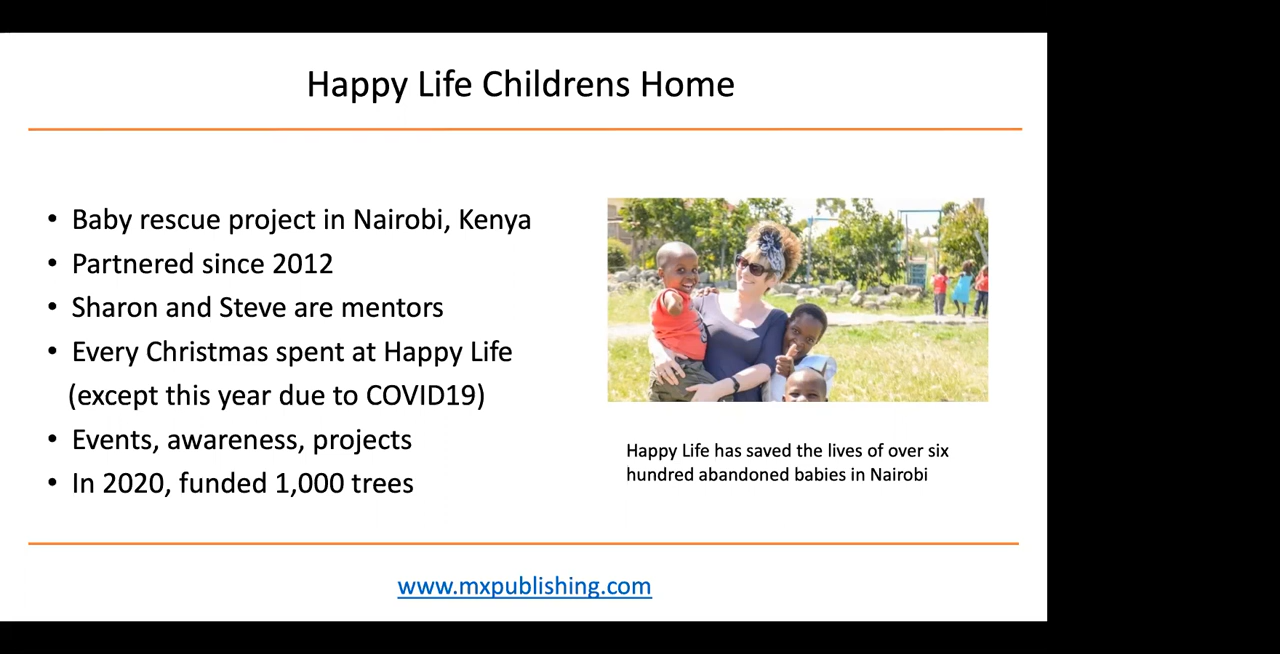 Happy Life Childrens Home
• Baby rescue project in Nairobi, Kenya
• Partnered since 2012
• Sharon and Steve are mentors
• Every Christmas spent at Happy Life
(except this year due to COVID19)
• Events, awareness, projects
• In 2020, funded 1,000 trees
Happy Life has saved the lives of over six
hundred abandoned babies in Nairobi
www.mxpublishing.com